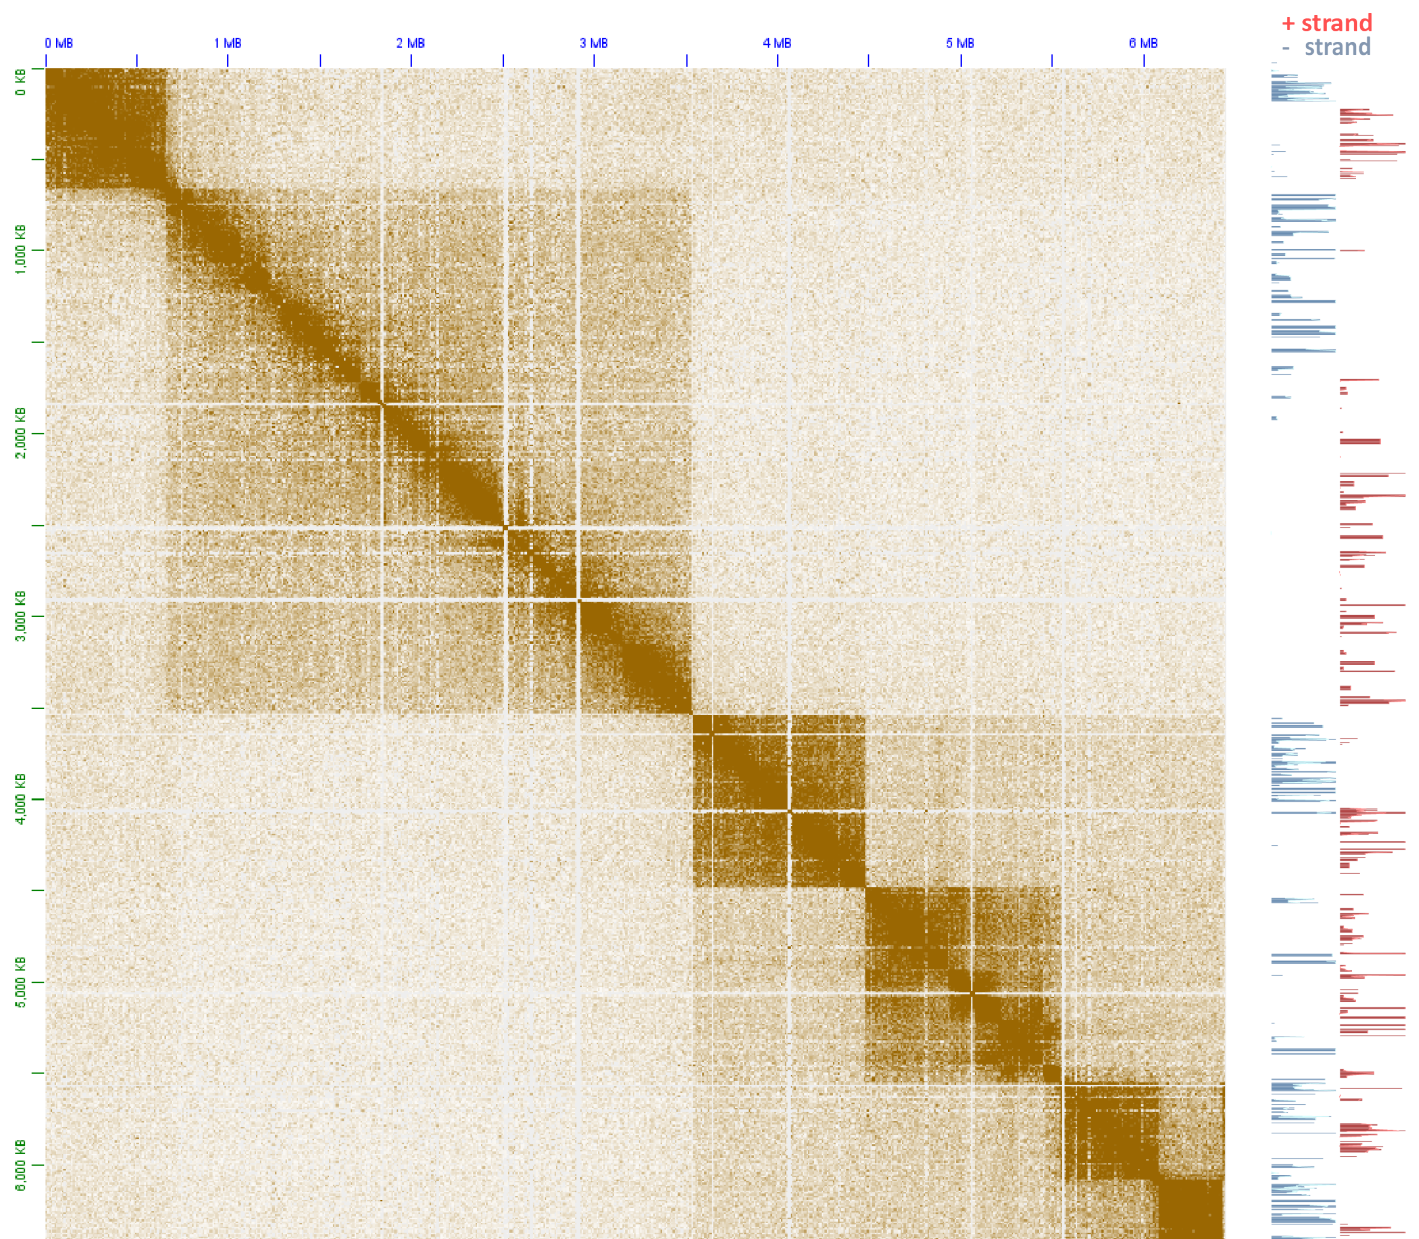 + strand
- strand
0 MB 1 MB 2 MB 3 MB 4 MB 5 MB 6 MB
0 KB
1,000 KB
2,000 KB
3,000 KB
4,000 KB
5,000 KB
6,000 KB